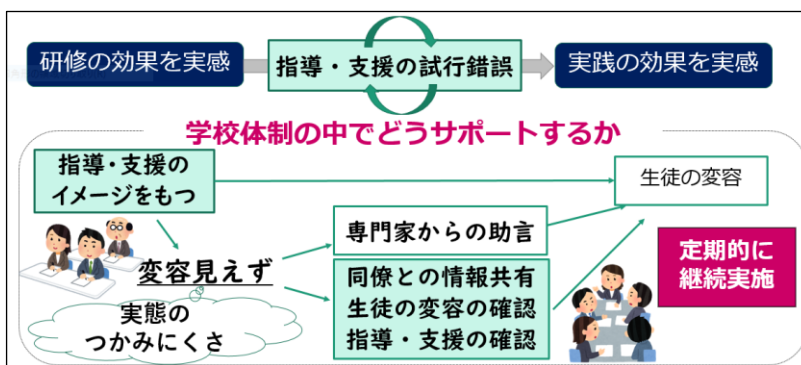 研修の効果を実感
指導・支援の試行錯誤
実践の効果を実感
学校体制の中でどうサポートするか
指導・支援の
イメージをもつ
生徒の変容
専門家からの助言
変容見えず
同僚との情報共有
生徒の変容の確認
指導・支援の確認
定期的に
継続実施
実態の
つかみにくさ